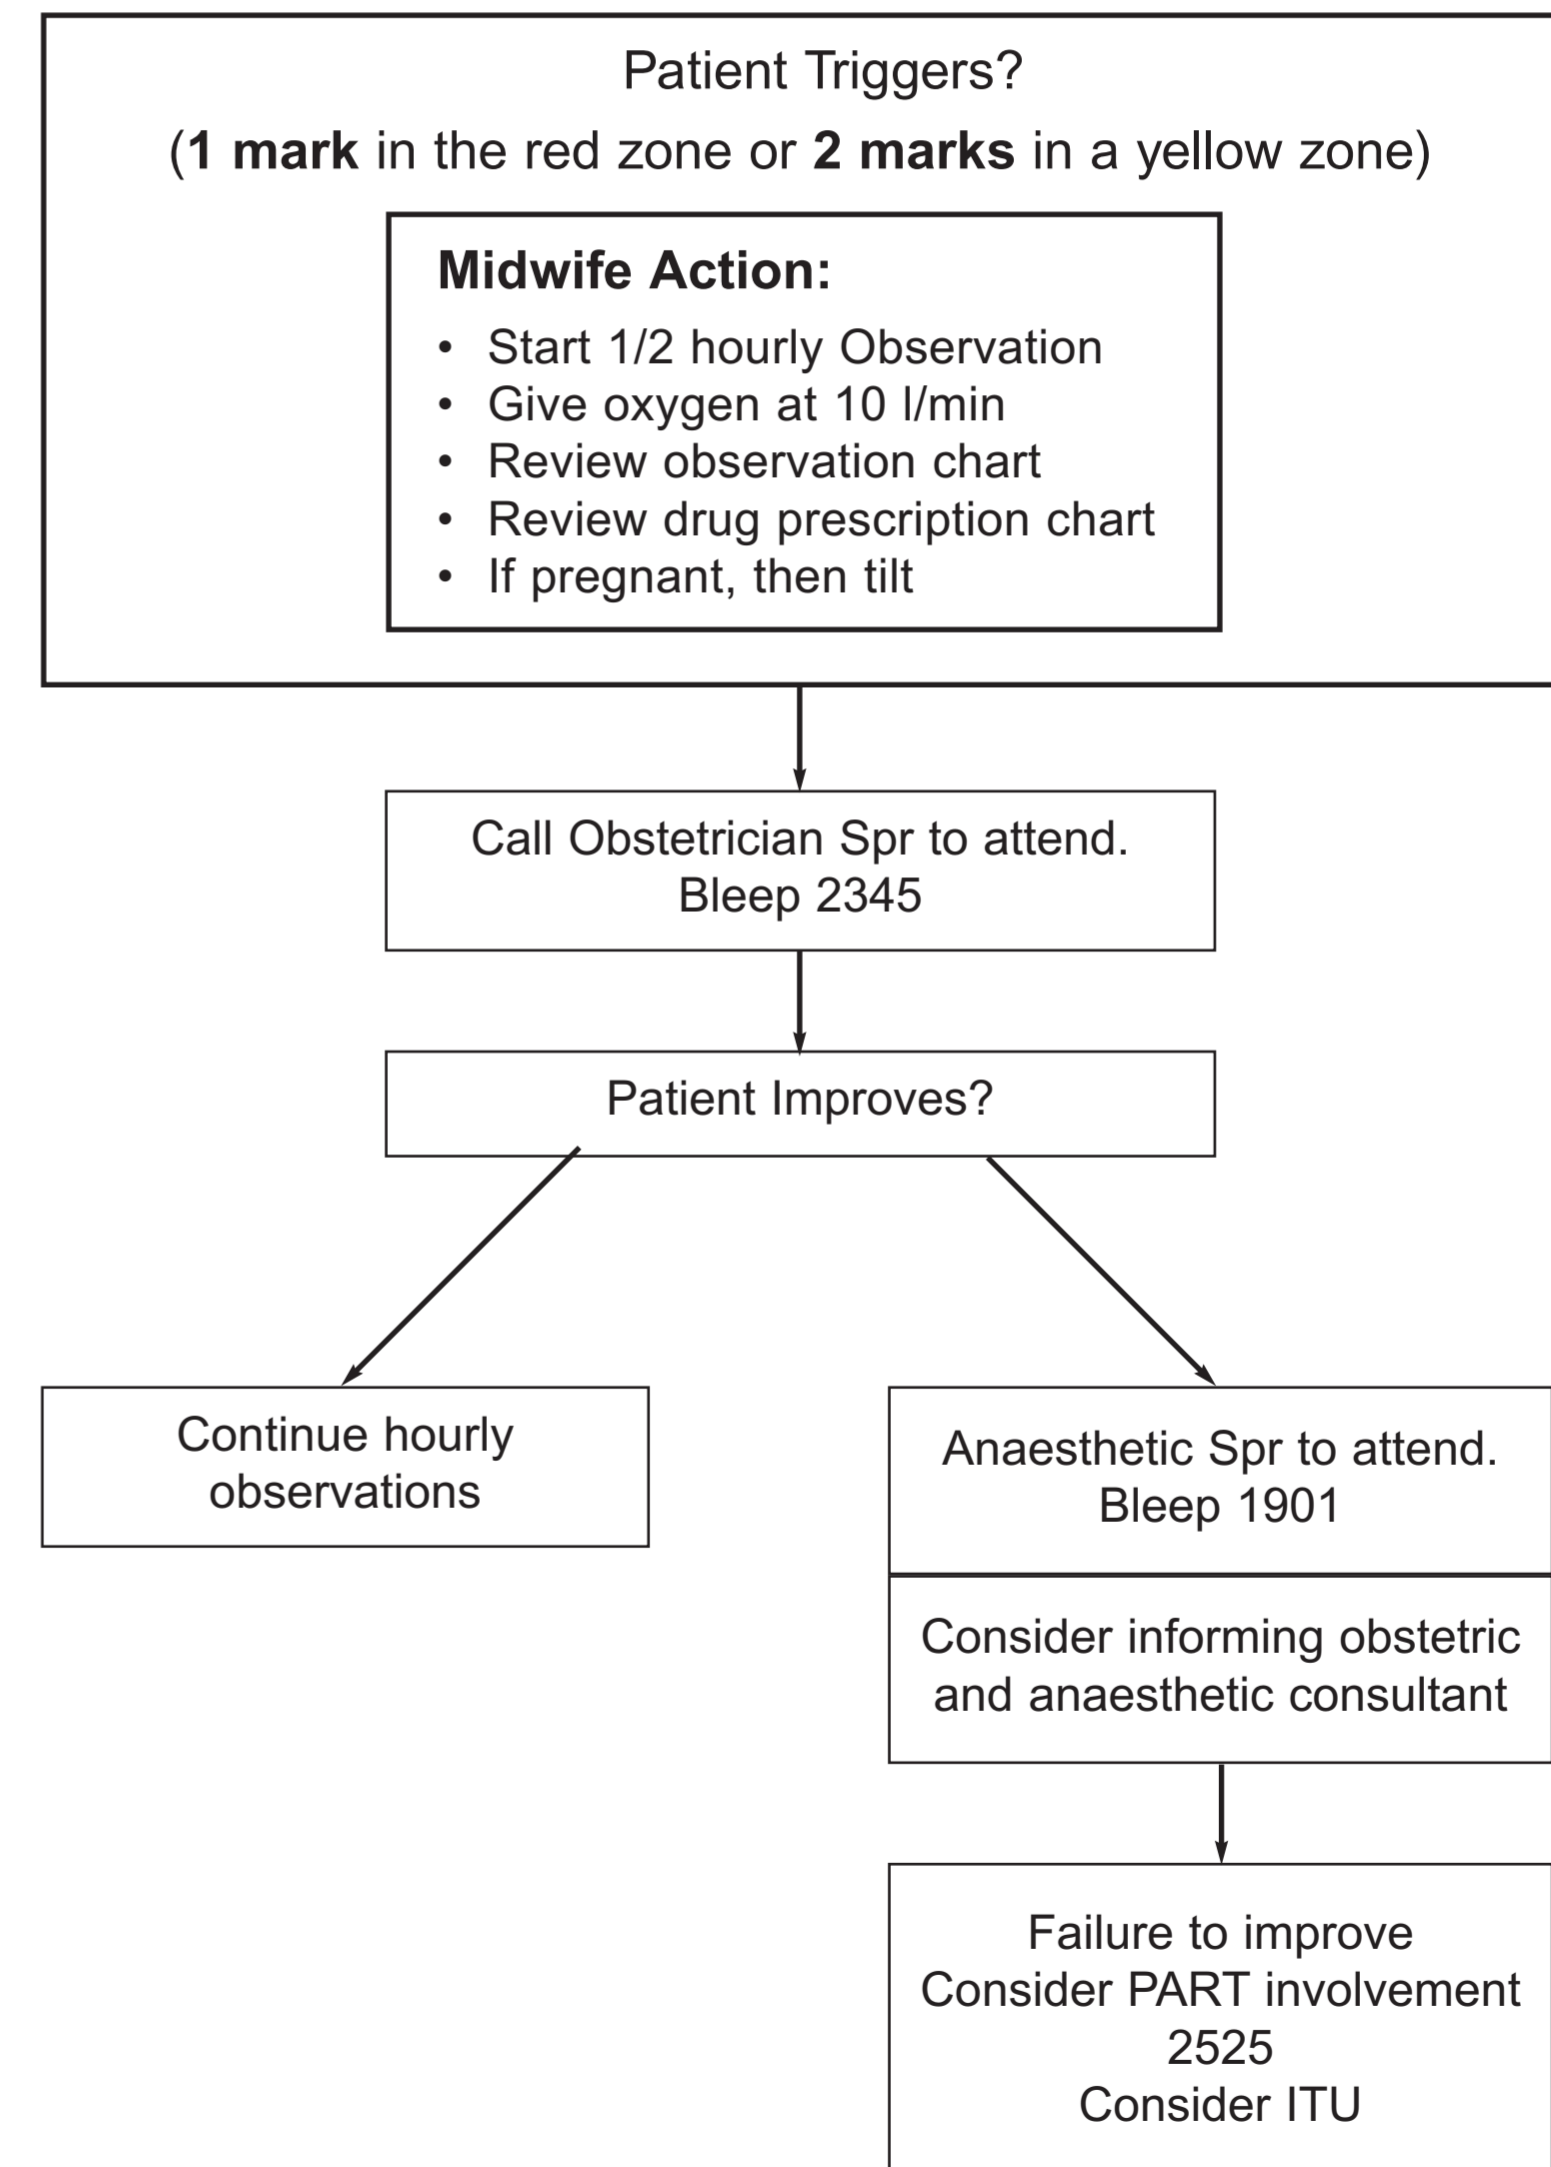 Patient Triggers?
(1 mark in the red zone or 2 marks in a yellow zone)
Midwife Action:
• Start 1/2 hourly Observation
• Give oxygen at 10 l/min
• Review observation chart
• Review drug prescription chart
• If pregnant, then tilt
Call Obstetrician Spr to attend.
Bleep 2345
Patient Improves?
Continue hourly
observations
Anaesthetic Spr to attend.
Bleep 1901
Consider informing obstetric
and anaesthetic consultant
Failure to improve
Consider PART involvement
2525
Consider ITU